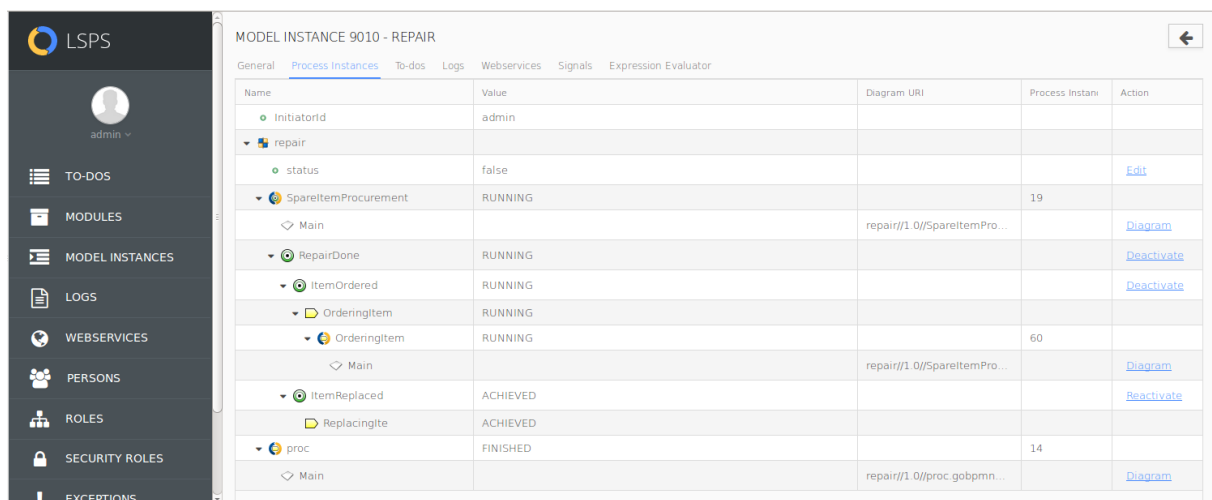 LSPS
admin
TO-DOS
MODULES
MODEL INSTANCES
LOGS
WEBSERVICES
PERSONS
ROLES
SECURITY ROLES
EXCEPTIONS
MODEL INSTANCE 9010 - REPAIR
General Process Instances To-dos Logs Webservices Signals Expression Evaluator
Name Value Diagram URI Process Instanc Action
InitiatorId admin
repair
status false Edit
SpareItemProcurement RUNNING 19
Main repair//1.0//SpareItemPro... Diagram
RepairDone RUNNING Deactivate
ItemOrdered RUNNING Deactivate
OrderingItem RUNNING
OrderingItem RUNNING 60
Main repair//1.0//SpareItemPro... Diagram
ItemReplaced ACHIEVED Reactivate
ReplacingIte ACHIEVED
proc FINISHED 14
Main repair//1.0//proc.gobpmn... Diagram